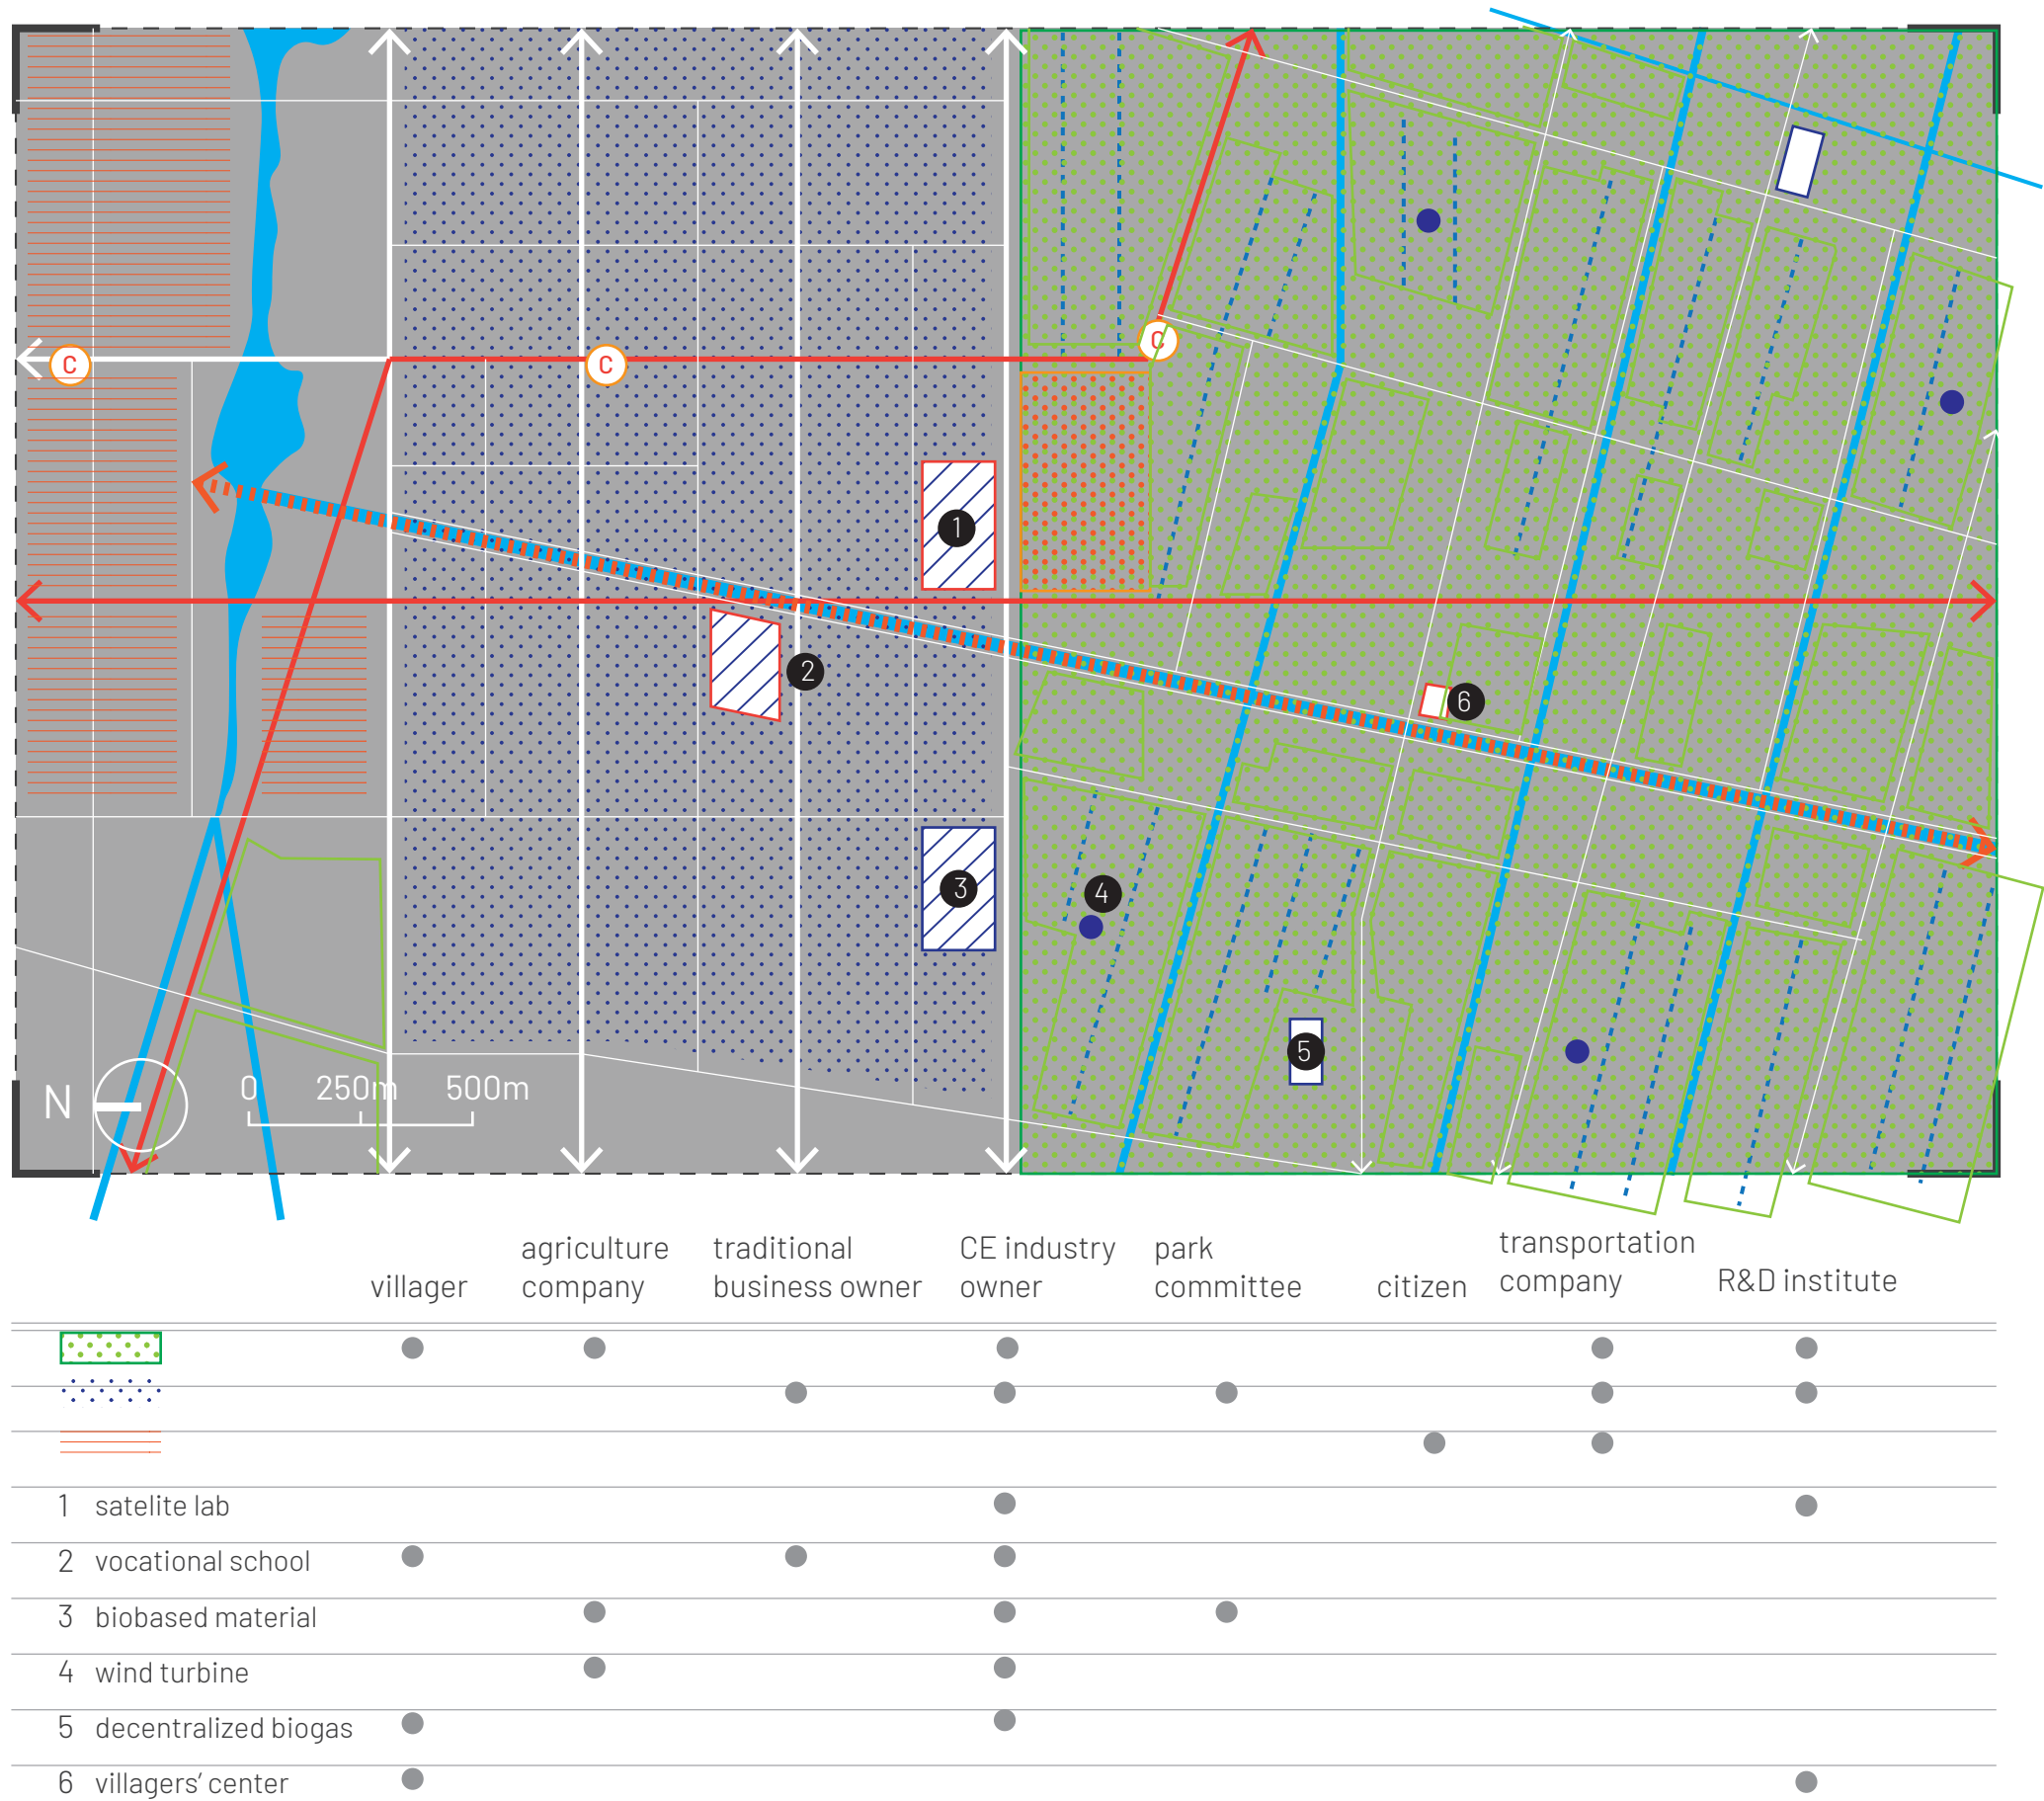 C
C
C
1
2
6
3
4
5
N
0 250m 500m
villager
agriculture
company
traditional
business owner
CE industry
owner
park
committee
citizen
transportation
company
R&D institute
1 satelite lab
2 vocational school
3 biobased material
4 wind turbine
5 decentralized biogas
6 villagers’ center